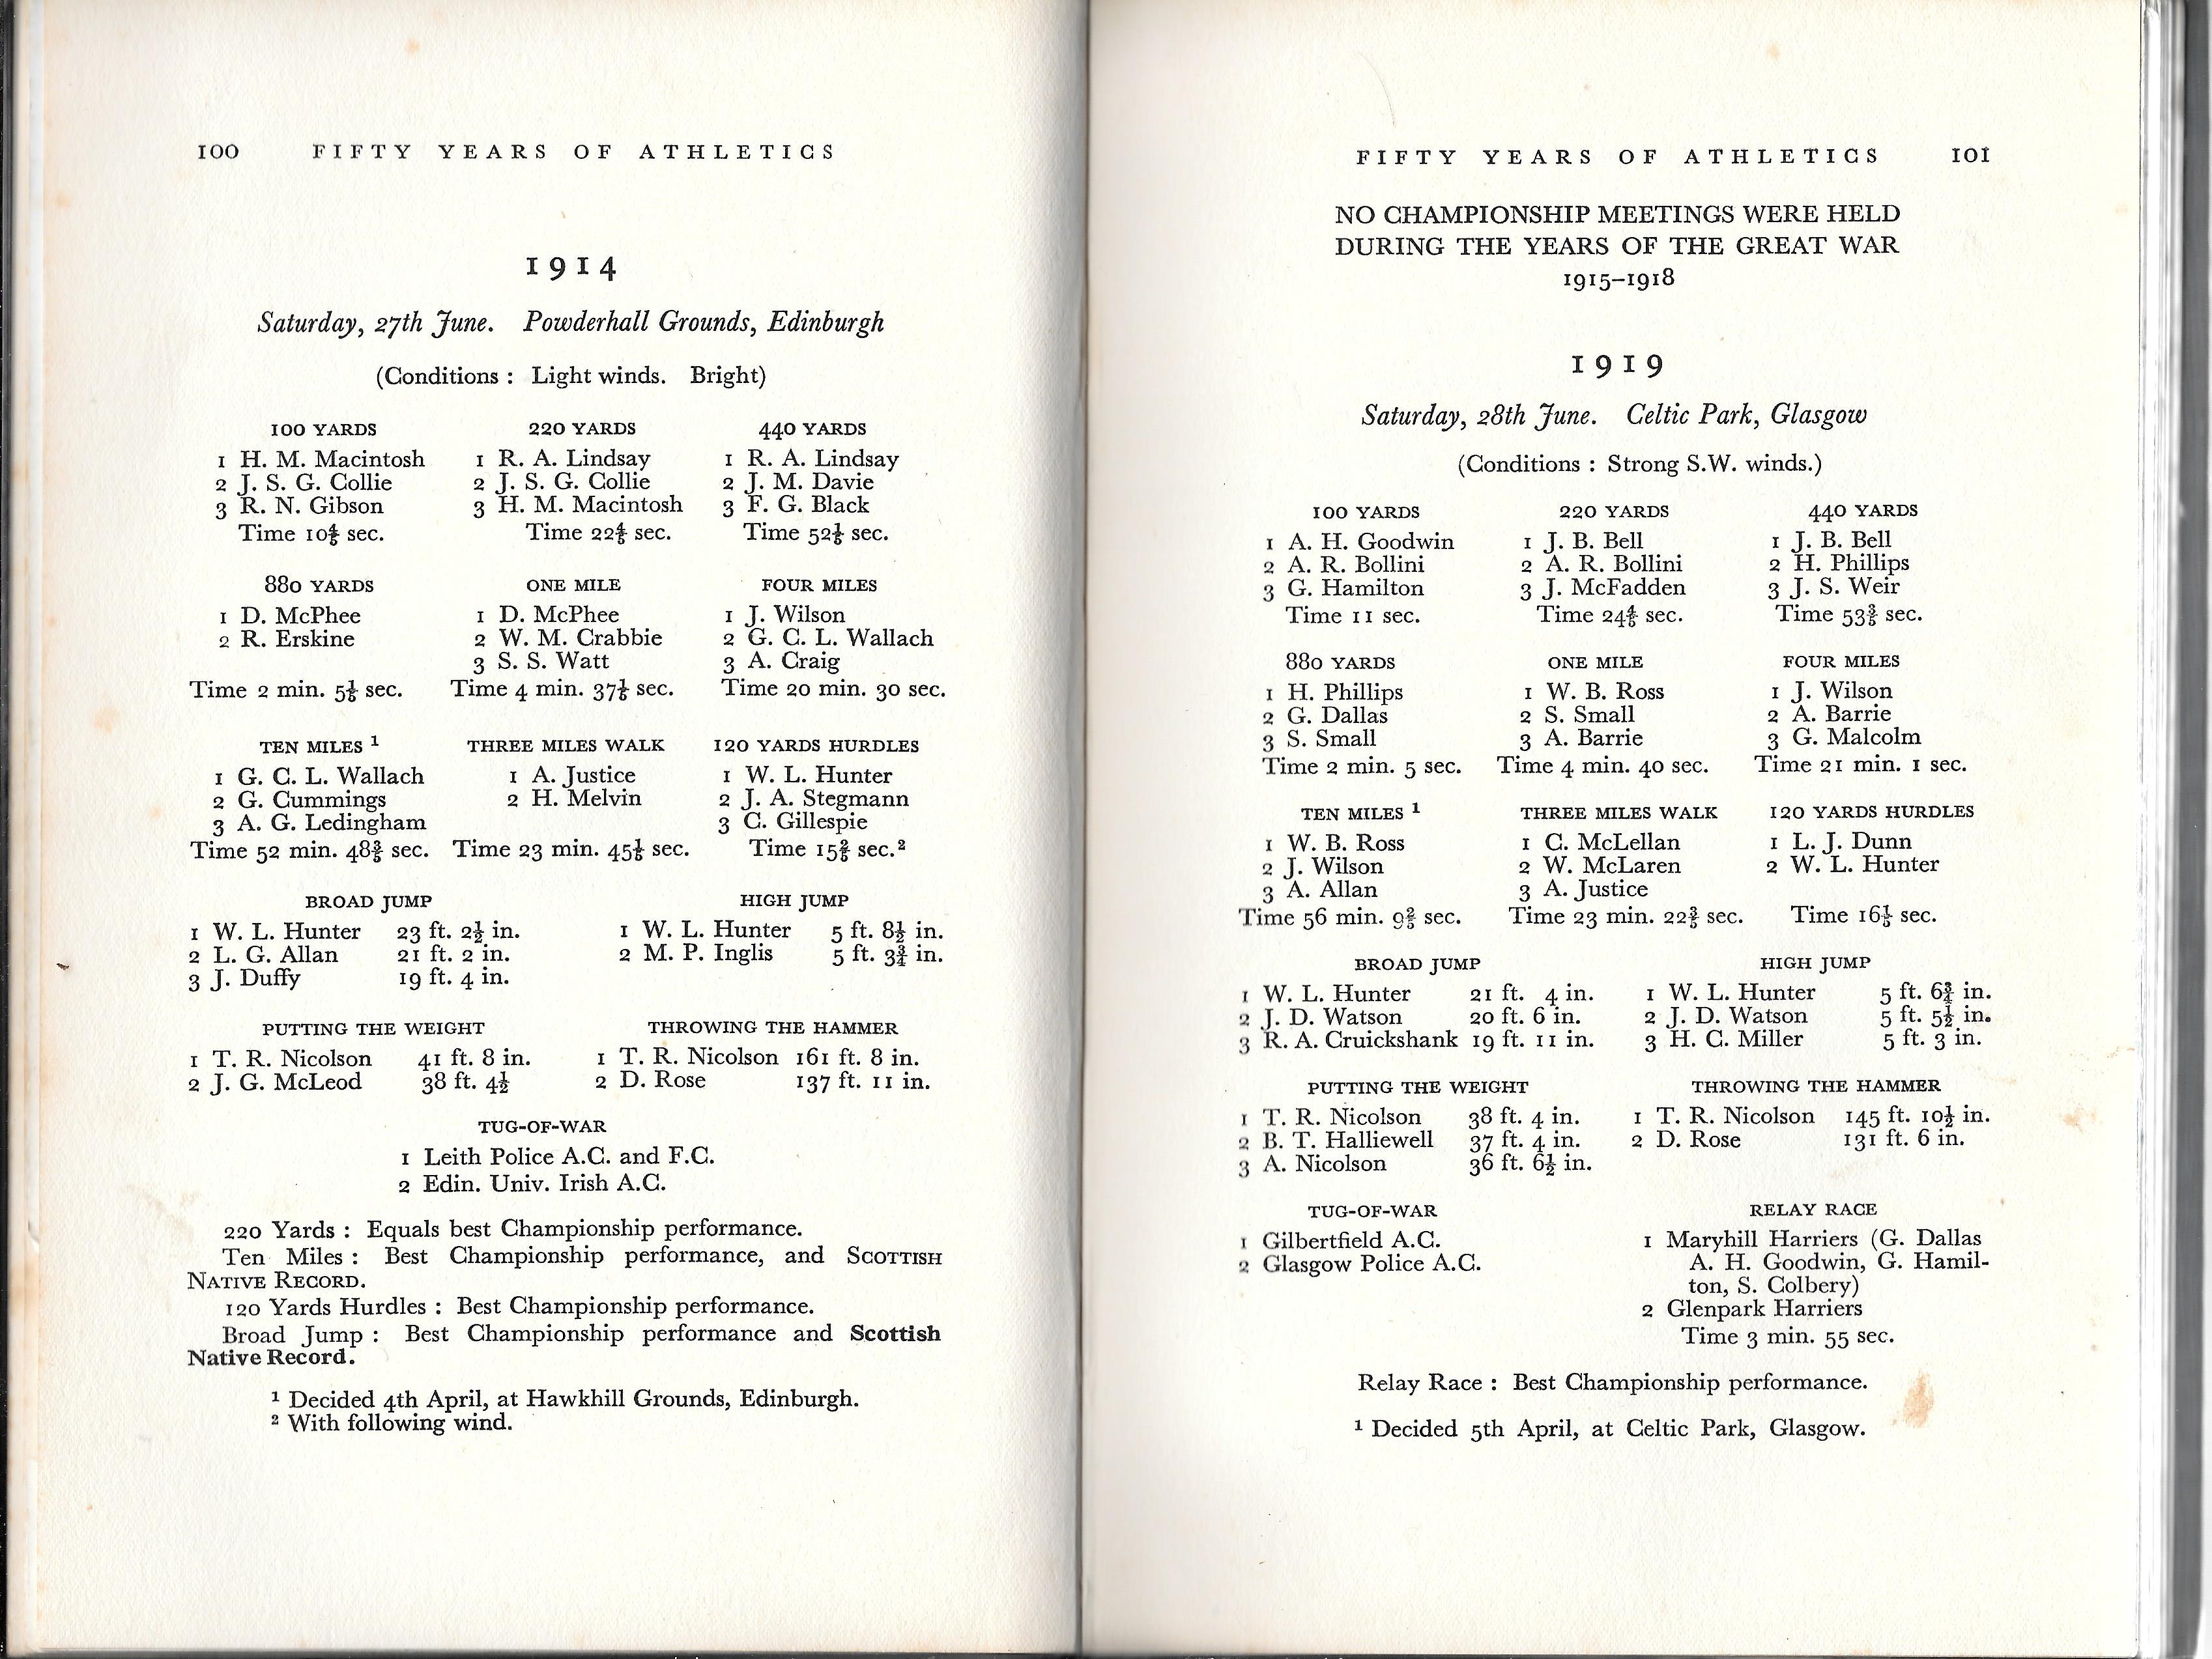 100 FIFTY YEARS OF ATHLETICS
1914
Saturday, 27th June. Powderhall Grounds, Edinburgh
(Conditions : Light winds. Bright)
100 YARDS 220 YARDS 440 YARDS
1 H. M. Macintosh 1 R. A. Lindsay 1 R. A. Lindsay
2 J. S. G. Collie 2 J. S. G. Collie 2 J. M. Davie
3 R. N. Gibson 3 H. M. Macintosh 3 F. G. Black
Time 10⅘ sec. Time 22⅘ sec. Time 52⅕ sec.
880 YARDS ONE MILE FOUR MILES
1 D. McPhee 1 D. McPhee 1 J. Wilson
2 R. Erskine 2 W. M. Crabbie 2 G. C. L. Wallach
3 S. S. Watt 3 A. Craig
Time 2 min. 5⅕ sec. Time 4 min. 37⅕ sec. Time 20 min. 30 sec.
TEN MILES ¹ THREE MILES WALK 120 YARDS HURDLES
1 G. C. L. Wallach 1 A. Justice 1 W. L. Hunter
2 G. Cummings 2 H. Melvin 2 J. A. Stegmann
3 A. G. Ledingham 3 C. Gillespie
Time 52 min. 48⅗ sec. Time 23 min. 45⅕ sec. Time 15⅗ sec.²
BROAD JUMP HIGH JUMP
1 W. L. Hunter 23 ft. 2½ in. 1 W. L. Hunter 5 ft. 8½ in.
2 L. G. Allan 21 ft. 2 in. 2 M. P. Inglis 5 ft. 3¾ in.
3 J. Duffy 19 ft. 4 in.
PUTTING THE WEIGHT THROWING THE HAMMER
1 T. R. Nicolson 41 ft. 8 in. 1 T. R. Nicolson 161 ft. 8 in.
2 J. G. McLeod 38 ft. 4½ 2 D. Rose 137 ft. 11 in.
TUG-OF-WAR
1 Leith Police A.C. and F.C.
2 Edin. Univ. Irish A.C.
220 Yards : Equals best Championship performance.
Ten Miles : Best Championship performance, and SCOTTISH
NATIVE RECORD.
120 Yards Hurdles : Best Championship performance.
Broad Jump : Best Championship performance and Scottish
Native Record.
¹ Decided 4th April, at Hawkhill Grounds, Edinburgh.
² With following wind.
FIFTY YEARS OF ATHLETICS 101
NO CHAMPIONSHIP MEETINGS WERE HELD
DURING THE YEARS OF THE GREAT WAR
1915–1918
1919
Saturday, 28th June. Celtic Park, Glasgow
(Conditions : Strong S.W. winds.)
100 YARDS 220 YARDS 440 YARDS
1 A. H. Goodwin 1 J. B. Bell 1 J. B. Bell
2 A. R. Bollini 2 A. R. Bollini 2 H. Phillips
3 G. Hamilton 3 J. McFadden 3 J. S. Weir
Time 11 sec. Time 24⅘ sec. Time 53⅗ sec.
880 YARDS ONE MILE FOUR MILES
1 H. Phillips 1 W. B. Ross 1 J. Wilson
2 G. Dallas 2 S. Small 2 A. Barrie
3 S. Small 3 A. Barrie 3 G. Malcolm
Time 2 min. 5 sec. Time 4 min. 40 sec. Time 21 min. 1 sec.
TEN MILES ¹ THREE MILES WALK 120 YARDS HURDLES
1 W. B. Ross 1 C. McLellan 1 L. J. Dunn
2 J. Wilson 2 W. McLaren 2 W. L. Hunter
3 A. Allan 3 A. Justice
Time 56 min. 9⅗ sec. Time 23 min. 22⅗ sec. Time 16⅕ sec.
BROAD JUMP HIGH JUMP
1 W. L. Hunter 21 ft. 4 in. 1 W. L. Hunter 5 ft. 6¾ in.
2 J. D. Watson 20 ft. 6 in. 2 J. D. Watson 5 ft. 5½ in.
3 R. A. Cruickshank 19 ft. 11 in. 3 H. C. Miller 5 ft. 3 in.
PUTTING THE WEIGHT THROWING THE HAMMER
1 T. R. Nicolson 38 ft. 4 in. 1 T. R. Nicolson 145 ft. 10½ in.
2 B. T. Halliewell 37 ft. 4 in. 2 D. Rose 131 ft. 6 in.
3 A. Nicolson 36 ft. 6½ in.
TUG-OF-WAR RELAY RACE
1 Gilbertfield A.C. 1 Maryhill Harriers (G. Dallas
2 Glasgow Police A.C. A. H. Goodwin, G. Hamil-
ton, S. Colbery)
2 Glenpark Harriers
Time 3 min. 55 sec.
Relay Race : Best Championship performance.
¹ Decided 5th April, at Celtic Park, Glasgow.